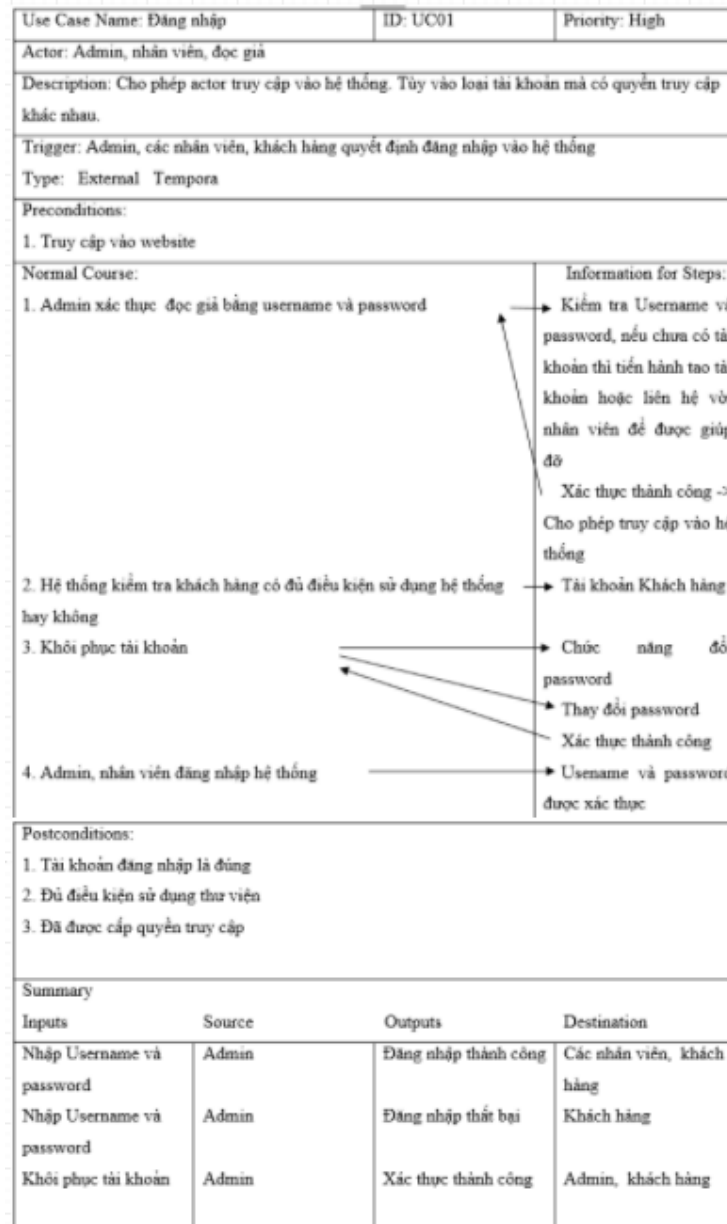 Use Case Name: Đăng nhập ID: UC01 Priority: High
Actor: Admin, nhân viên, đọc giả
Description: Cho phép actor truy cập vào hệ thống. Tùy vào loại tài khoản mà có quyền truy cập
khác nhau.
Trigger: Admin, các nhân viên, khách hàng quyết định đăng nhập vào hệ thống
Type: External Tempora
Preconditions:
1. Truy cập vào website
Normal Course:
1. Admin xác thực đọc giả bằng username và password
2. Hệ thống kiểm tra khách hàng có đủ điều kiện sử dụng hệ thống
hay không
3. Khôi phục tài khoản
4. Admin, nhân viên đăng nhập hệ thống
Information for Steps:
Kiểm tra Username
password, nếu chưa có
khoản thì tiến hành tao
khoản hoặc liên hệ
nhân viên để được
đỡ
Xác thực thành công -
Cho phép truy cập vào
thống
Tài khoản Khách hàng
Chức năng
password
Thay đổi password
Xác thực thành công
Usename và password
được xác thực
Postconditions:
1. Tài khoản đăng nhập là đúng
2. Đủ điều kiện sử dụng thư viện
3. Đã được cấp quyền truy cập
Summary
Inputs Source Outputs Destination
Nhập Username và Admin Đăng nhập thành công Các nhân viên, khách
password hàng
Nhập Username và Admin Đăng nhập thất bại Khách hàng
password
Khôi phục tài khoản Admin Xác thực thành công Admin, khách hàng